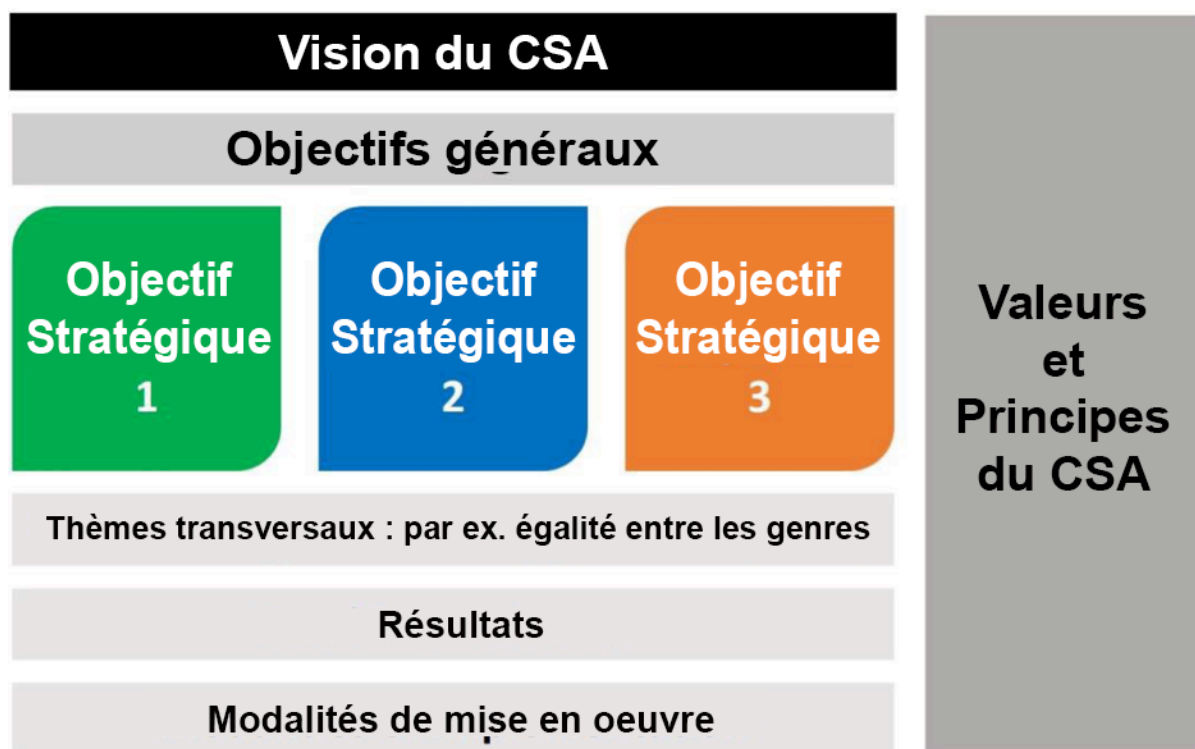 Vision du CSA
Objectifs généraux
Objectif
Stratégique
1
Objectif
Stratégique
2
Objectif
Stratégique
3
Thèmes transversaux : par ex. égalité entre les genres
Résultats
Modalités de mise en oeuvre
Valeurs
et
Principes
du CSA